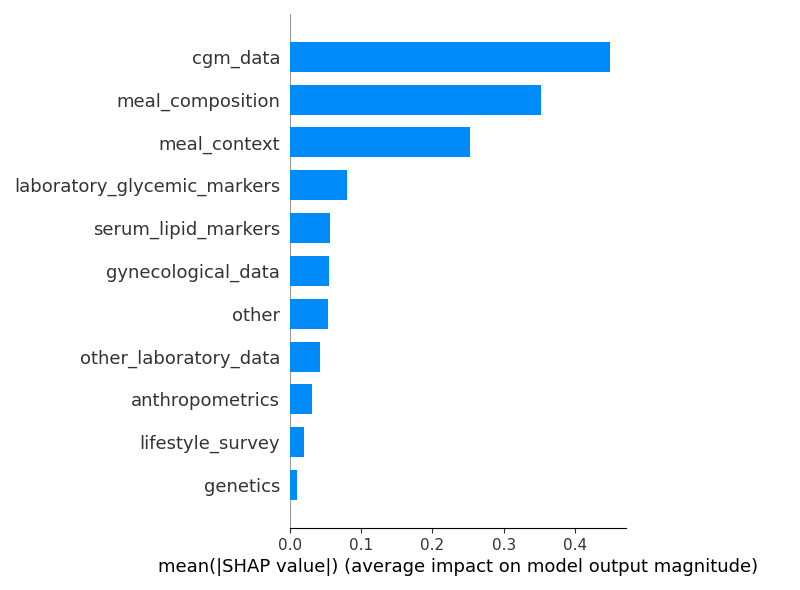 cgm_data
meal_composition
meal_context
laboratory_glycemic_markers
serum_lipid_markers
gynecological_data
other
other_laboratory_data
anthropometrics
lifestyle_survey
genetics
0.0 0.1 0.2 0.3 0.4
mean(|SHAP value|) (average impact on model output magnitude)